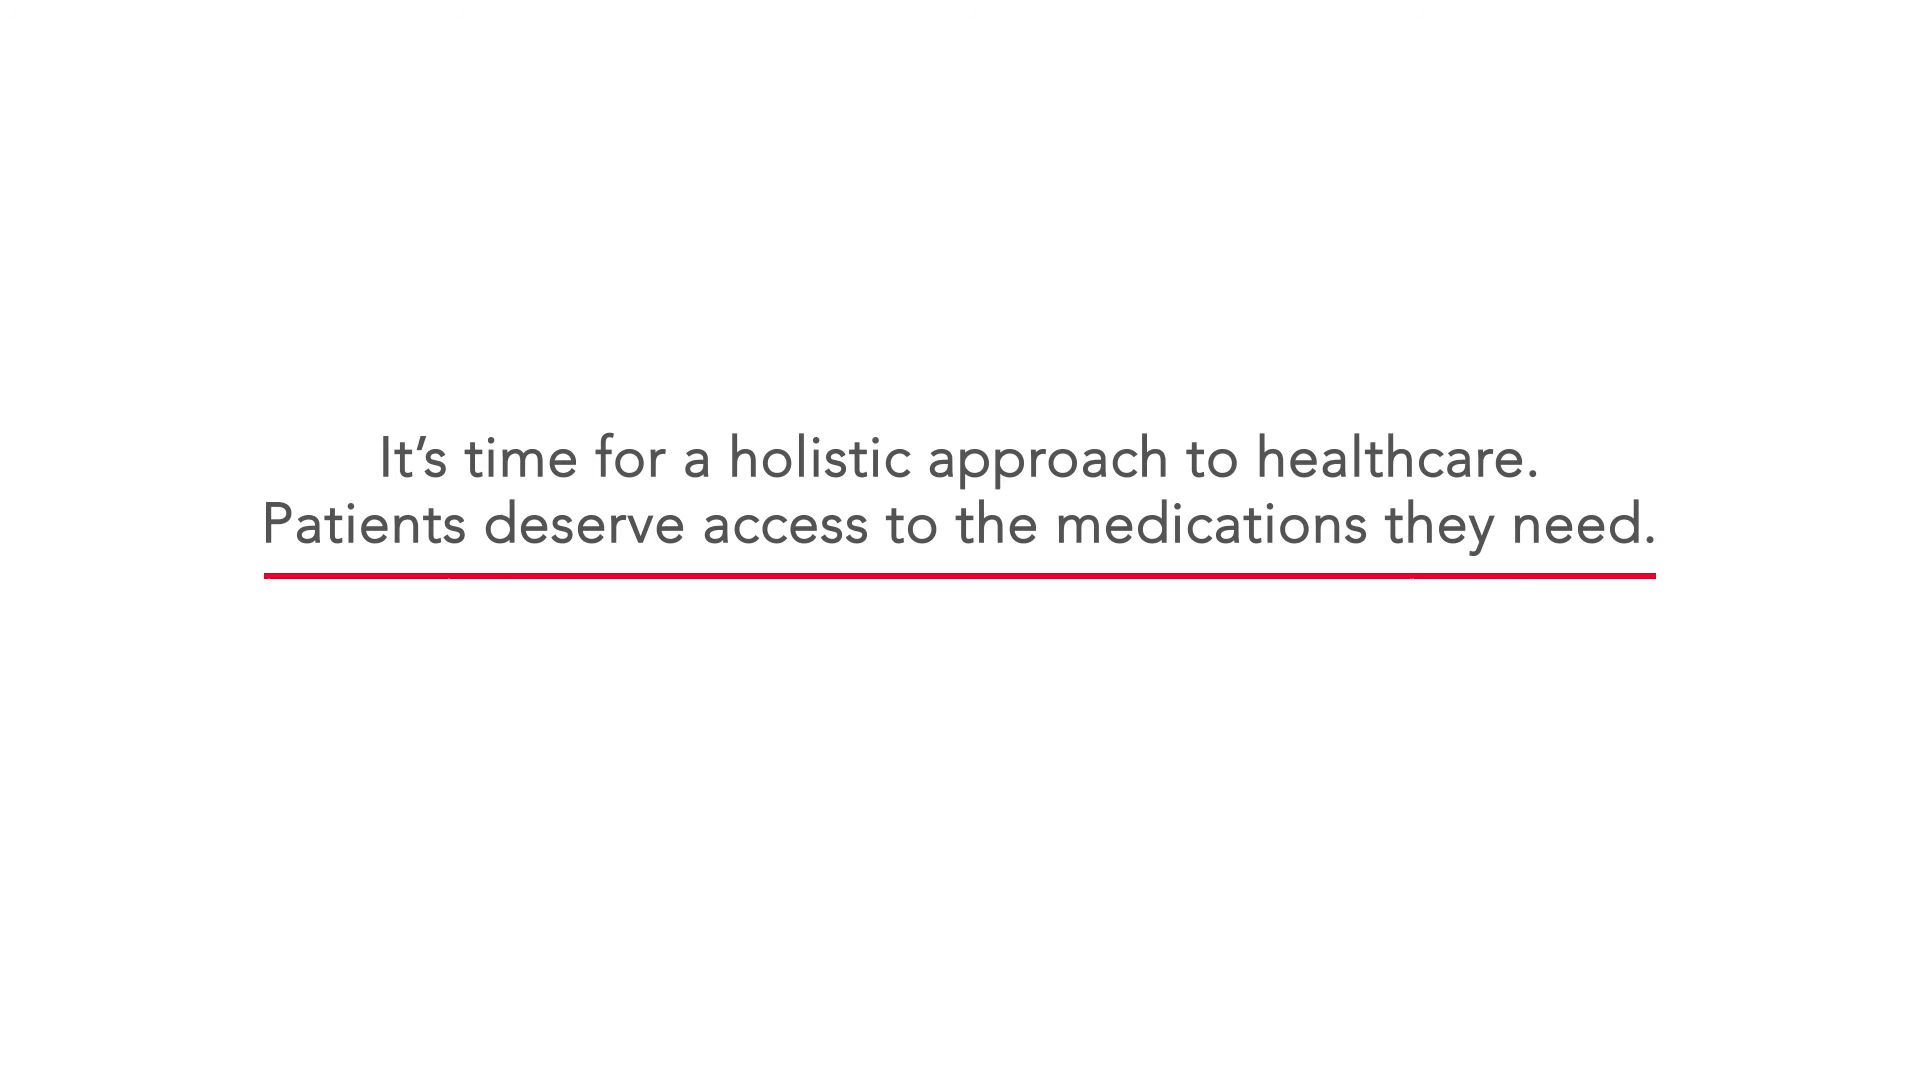 It’s time for a holistic approach to healthcare.
Patients deserve access to the medications they need.